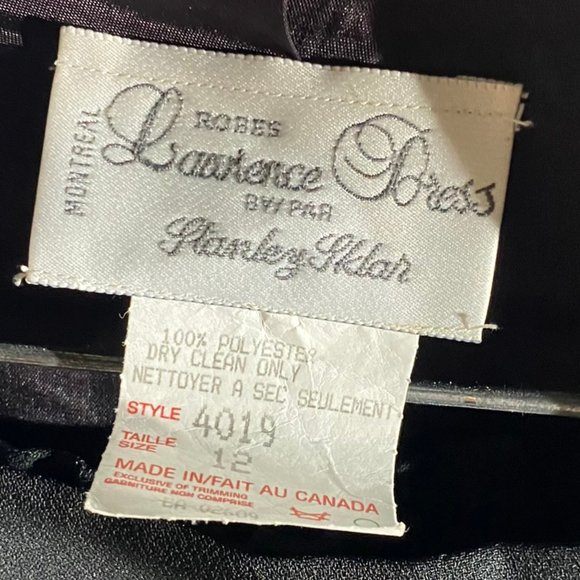 MONTREAL
ROBES
Lawrence Dress
BY/PAR
Stanley Sklar
100% POLYESTER
DRY CLEAN ONLY
NETTOYER A SEC SEULEMENT
STYLE 4019
TAILLE
SIZE 12
MADE IN/FAIT AU CANADA
EXCLUSIVE OF TRIMMING
GARNITURE NON COMPRISE